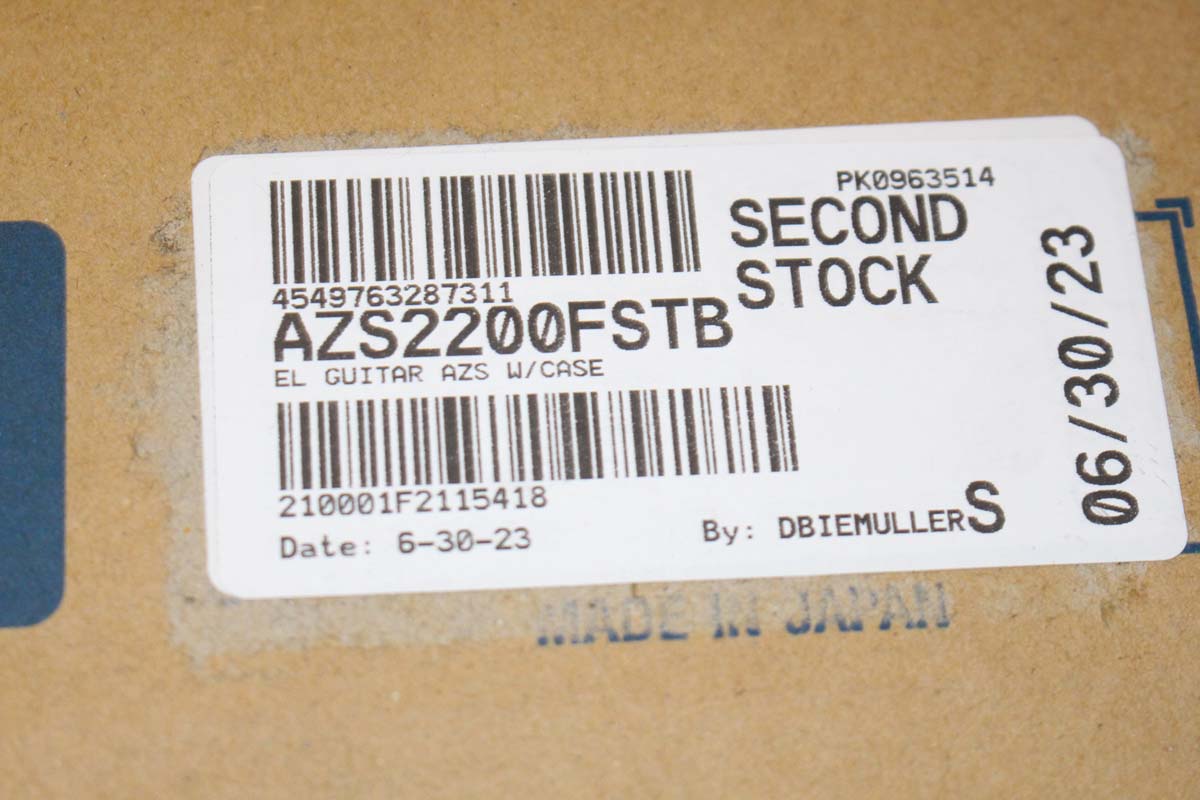 PK0963514
SECOND
STOCK
4549763287311
AZS2200FSTB
EL GUITAR AZS W/CASE
210001F2115418
Date: 6-30-23
By: DBIEMULLER
S
06/30/23
MADE IN JAPAN